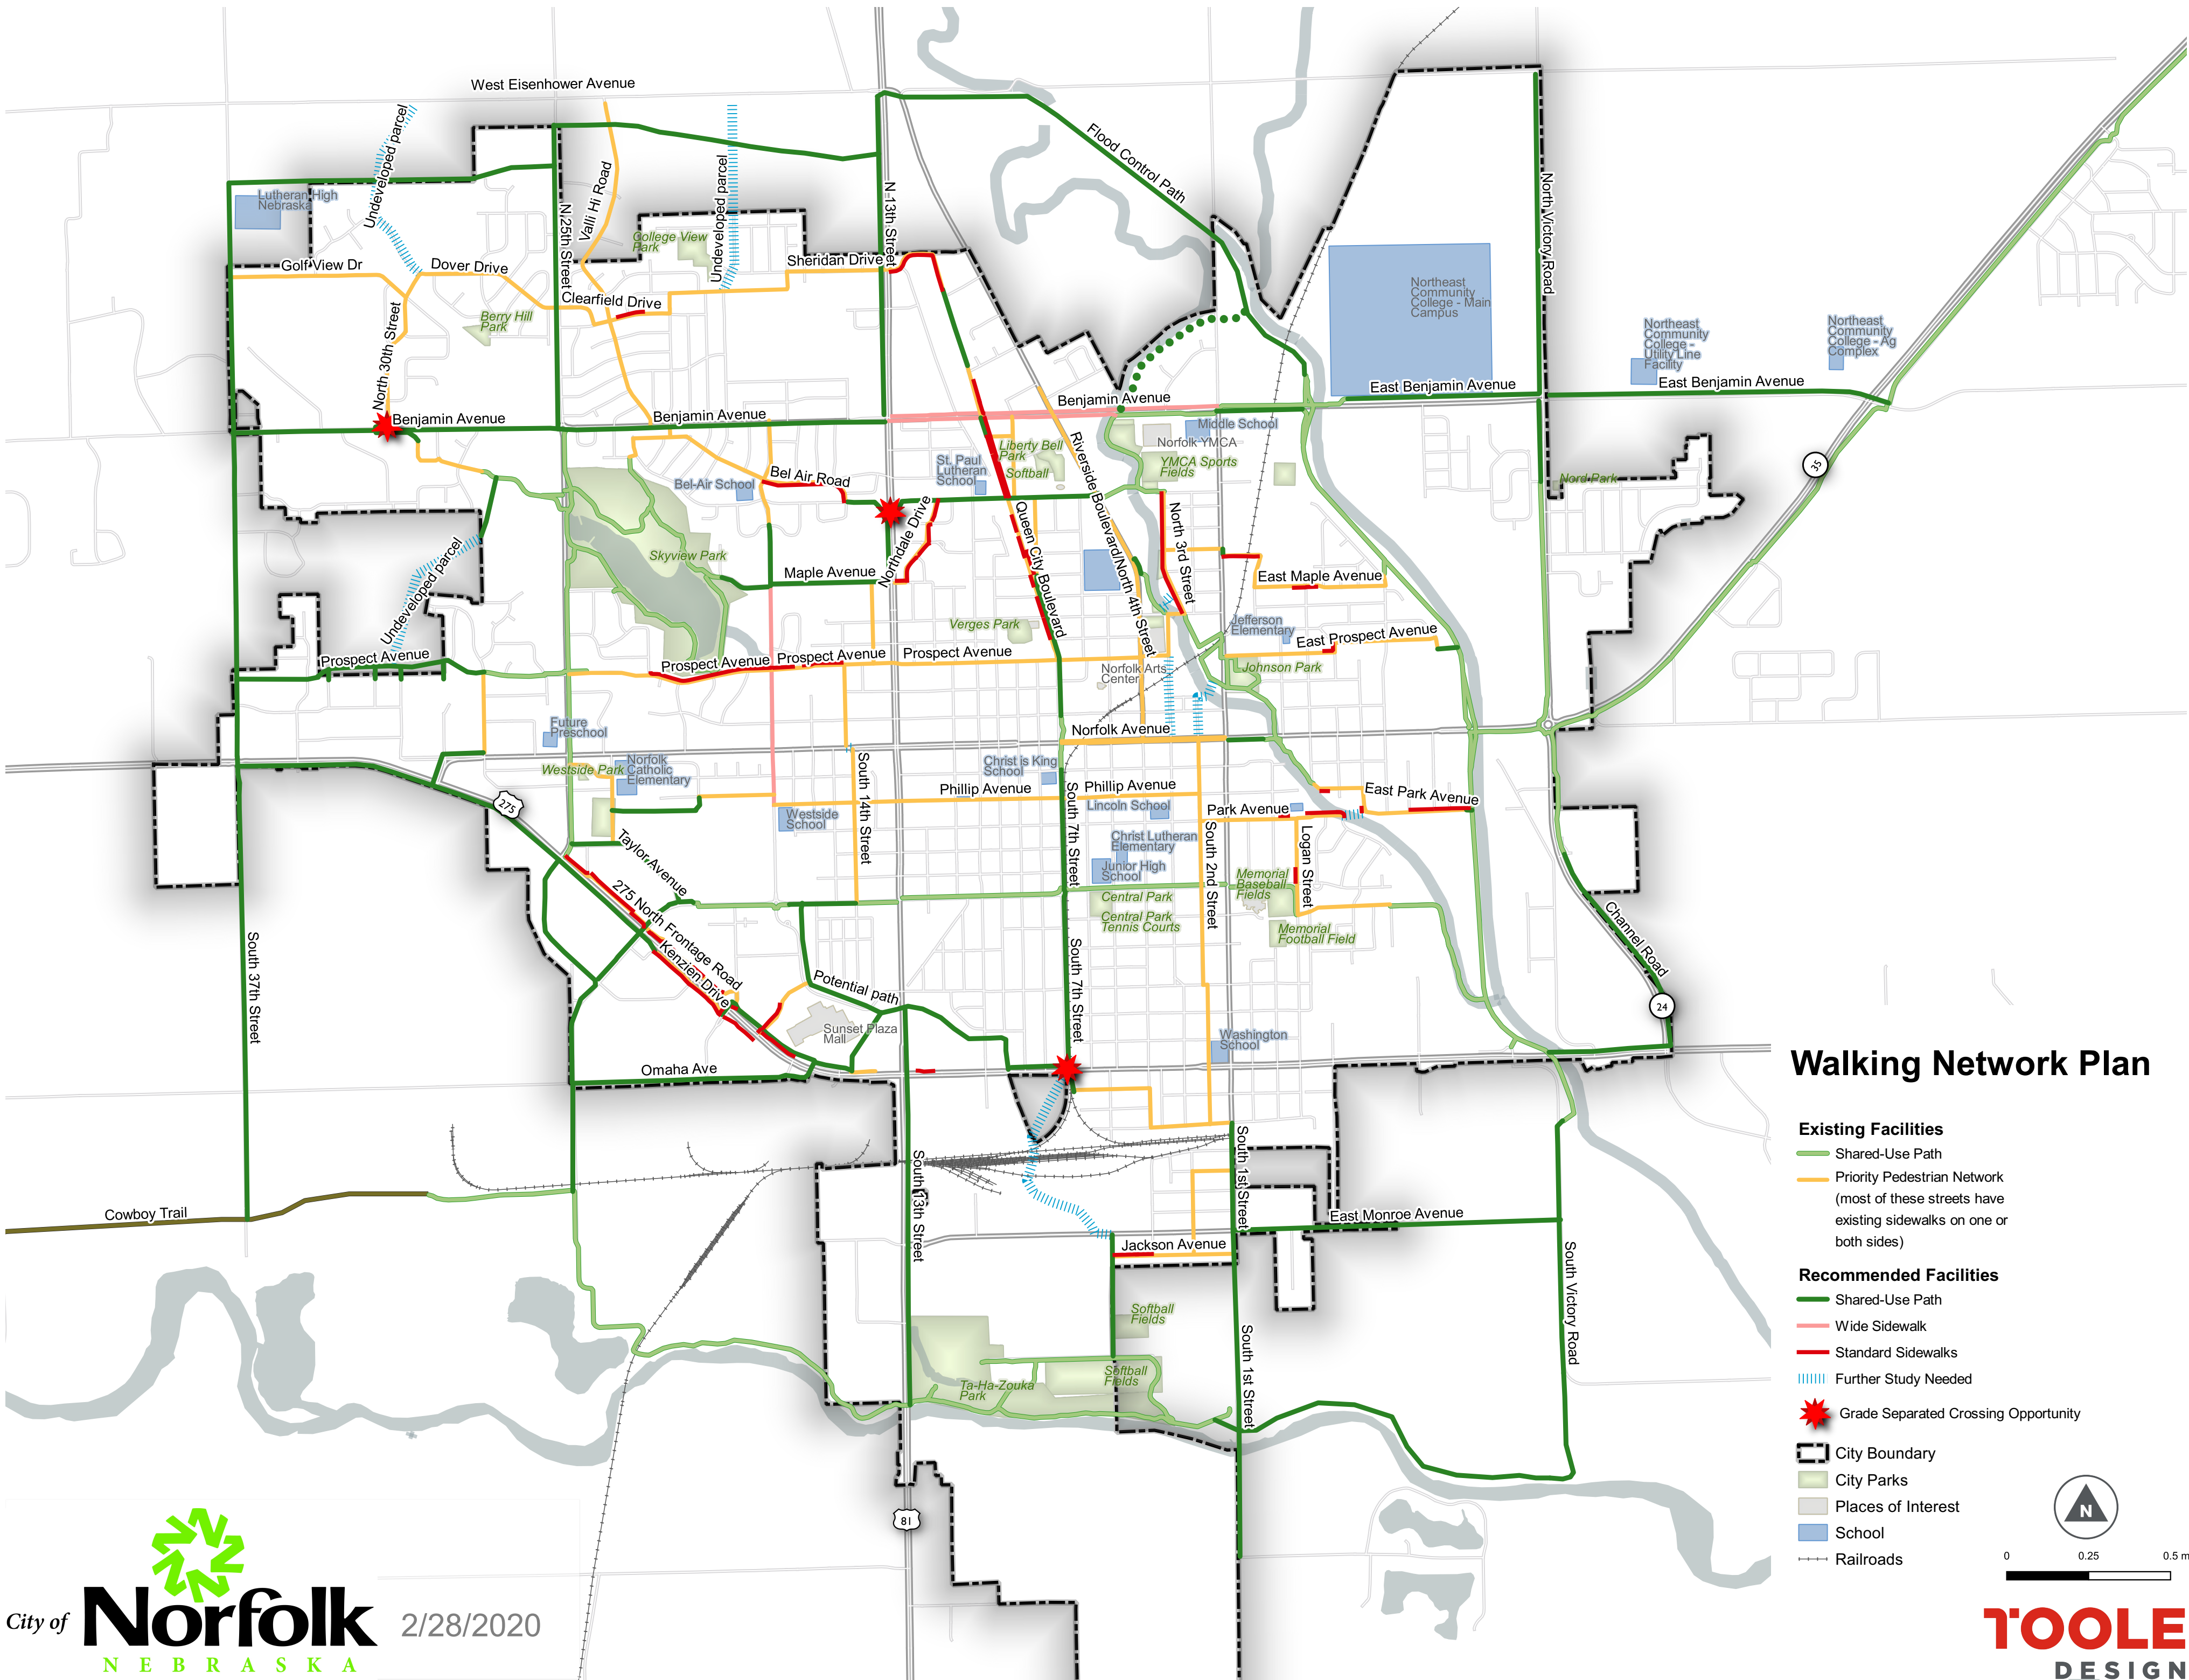 West Eisenhower Avenue
Undeveloped parcel
Flood Control Path
Lutheran High
Nebraska
N 25th Street
Valli Hi Road
College View
Park
Undeveloped parcel
N 13th Street
North Victory Road
Golf View Dr
Dover Drive
Sheridan Drive
Clearfield Drive
Berry Hill
Park
North 30th Street
Northeast
Community
College - Main
Campus
Northeast
Community
College -
Utility Line
Facility
Northeast
Community
College - Ag
Complex
East Benjamin Avenue
East Benjamin Avenue
Benjamin Avenue
Benjamin Avenue
Benjamin Avenue
Middle School
Norfolk YMCA
YMCA Sports
Fields
Liberty Bell
Park
Softball
St. Paul
Lutheran
School
Bel Air Road
Bel-Air School
Nord Park
35
Skyview Park
Maple Avenue
Northdale Drive
Queen City Boulevard
Riverside Boulevard/North 4th Street
North 3rd Street
East Maple Avenue
Undeveloped parcel
Verges Park
Jefferson
Elementary
East Prospect Avenue
Johnson Park
Prospect Avenue
Prospect Avenue
Prospect Avenue
Prospect Avenue
Norfolk Arts
Center
Future
Preschool
Norfolk Avenue
Westside Park
Norfolk
Catholic
Elementary
Christ is King
School
275
Phillip Avenue
Phillip Avenue
Lincoln School
Park Avenue
East Park Avenue
Westside
School
South 14th Street
South 7th Street
Christ Lutheran
Elementary
Junior High
School
South 2nd Street
Logan Street
Taylor Avenue
Memorial
Baseball
Fields
Central Park
Central Park
Tennis Courts
Memorial
Football Field
275 North Frontage Road
Kenzien Drive
South 37th Street
South 7th Street
Channel Road
Potential path
Sunset Plaza
Mall
24
Washington
School
Omaha Ave
South 13th Street
South 1st Street
Cowboy Trail
East Monroe Avenue
Jackson Avenue
South Victory Road
Softball
Fields
South 1st Street
Softball
Fields
Ta-Ha-Zouka
Park
81
Walking Network Plan
Existing Facilities
Shared-Use Path
Priority Pedestrian Network
(most of these streets have
existing sidewalks on one or
both sides)
Recommended Facilities
Shared-Use Path
Wide Sidewalk
Standard Sidewalks
Further Study Needed
Grade Separated Crossing Opportunity
City Boundary
City Parks
Places of Interest
School
Railroads
N
0 0.25 0.5 m
City of Norfolk
NEBRASKA
2/28/2020
TOOLE
DESIGN